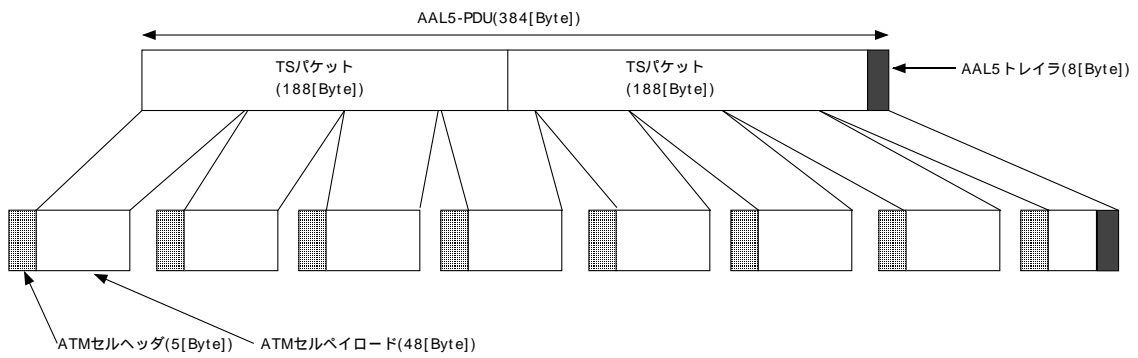 AAL5-PDU(384[Byte])
TSパケット
(188[Byte])
TSパケット
(188[Byte])
AAL5トレイラ(8[Byte])
ATMセルヘッダ(5[Byte])
ATMセルペイロード(48[Byte])